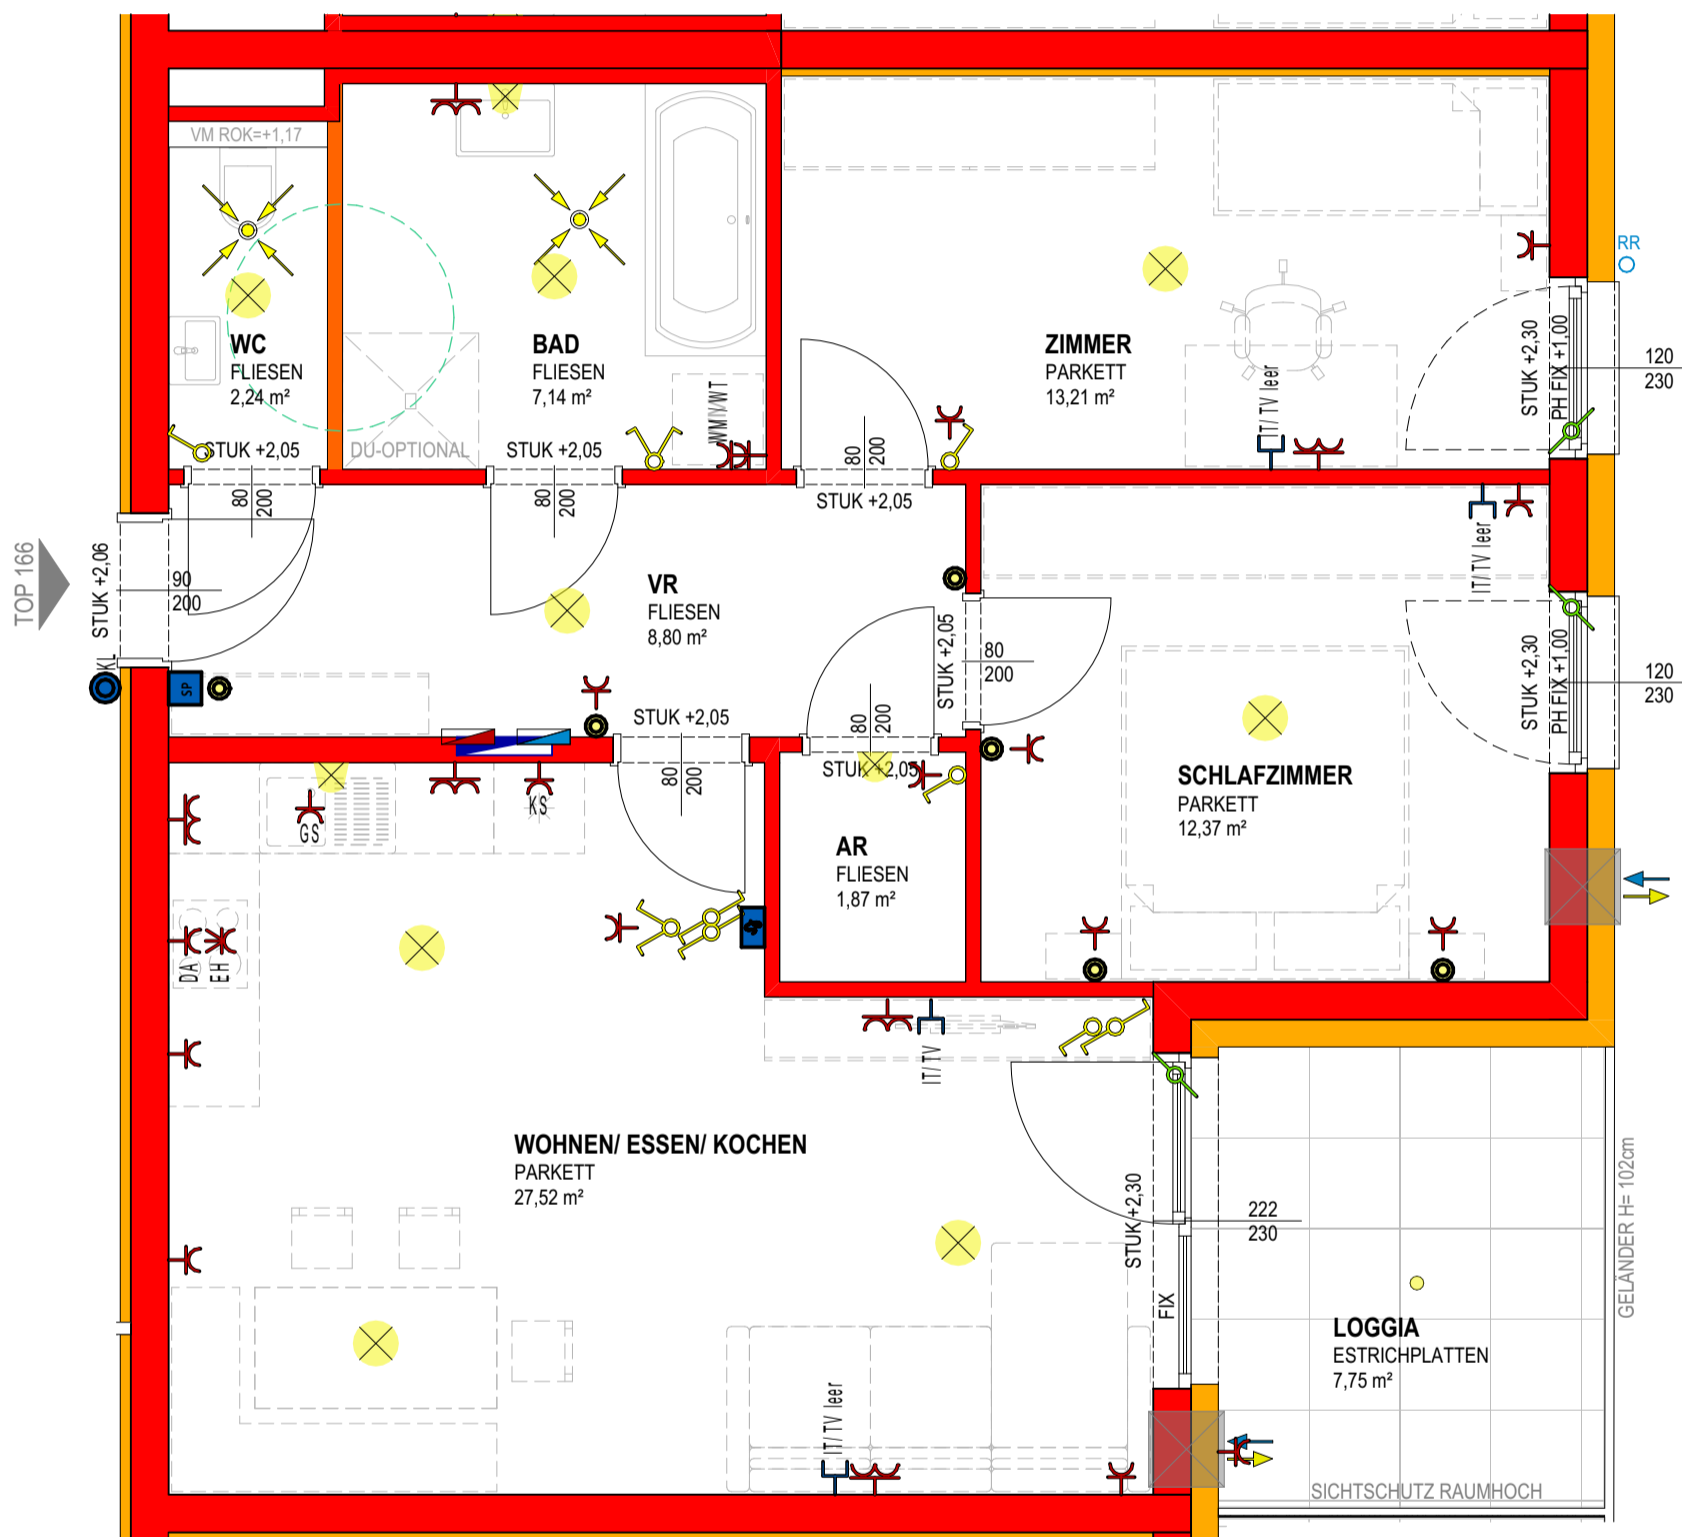 VM ROK=+1,17
WC
FLIESEN
2,24 m²
STUK +2,05
80
200
BAD
FLIESEN
7,14 m²
DU-OPTIONAL
STUK +2,05
80
200
ZIMMER
PARKETT
13,21 m²
IT/TV leer
80
200
STUK +2,05
STUK +2,30
PH FIX +1,00
120
230
RR
TOP 166
STUK +2,06
90
200
KL
SP
VR
FLIESEN
8,80 m²
STUK +2,05
80
200
STUK +2,05
80
200
STUK +2,05
80
200
IT/TV leer
STUK +2,30
PH FIX +1,00
120
230
SCHLAFZIMMER
PARKETT
12,37 m²
AR
FLIESEN
1,87 m²
GS
KS
DA
EH
IT/TV
WOHNEN/ ESSEN/ KOCHEN
PARKETT
27,52 m²
STUK +2,30
FIX
222
230
IT/TV leer
LOGGIA
ESTRICHPLATTEN
7,75 m²
GELÄNDER H= 102cm
SICHTSCHUTZ RAUMHOCH